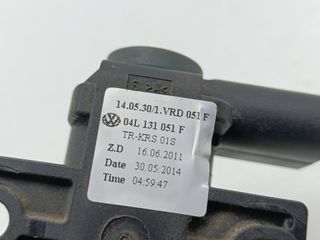 14.05.30/1.VRD 051 F
04L 131 051 F
TR-KRS 01S
Z.D 16.06.2011
Date 30.05.2014
Time 04:59:47